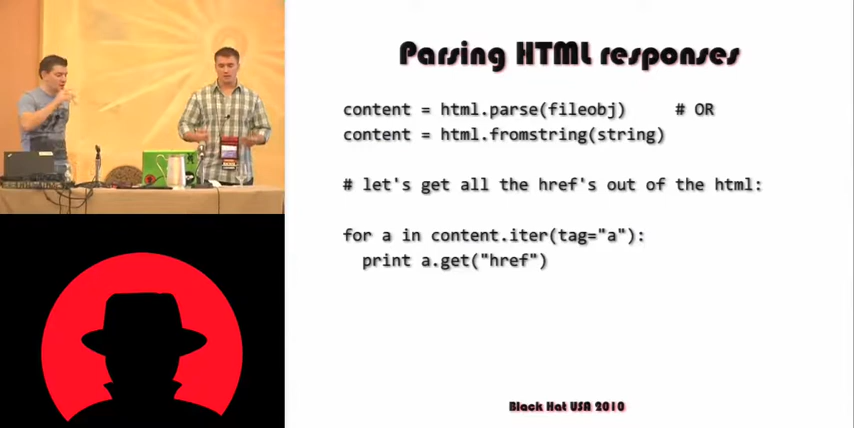 Parsing HTML responses
content = html.parse(fileobj)     # OR
content = html.fromstring(string)
# let's get all the href's out of the html:
for a in content.iter(tag="a"):
  print a.get("href")
Black Hat USA 2010